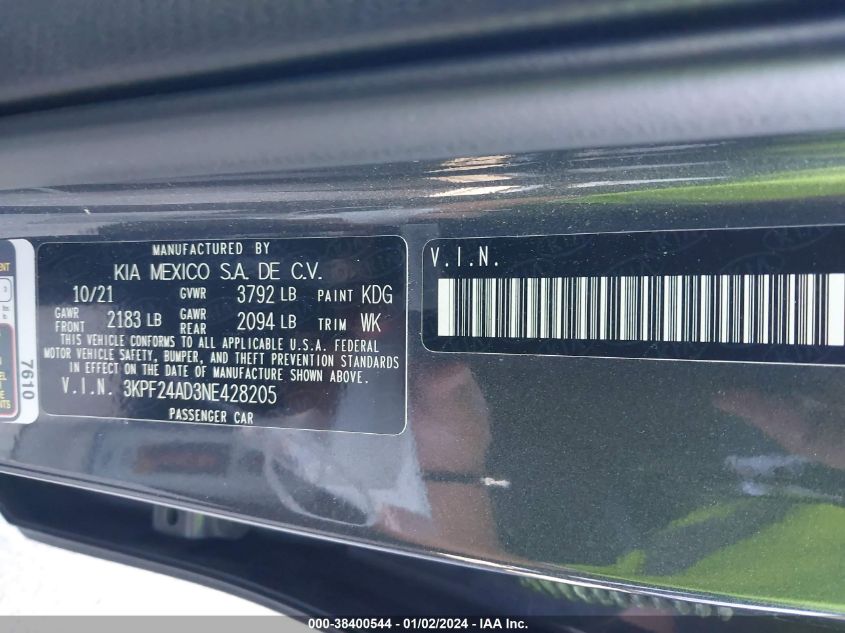 MANUFACTURED BY
KIA MEXICO S.A. DE C.V.
10/21 GVWR 3792 LB PAINT KDG
GAWR FRONT 2183 LB GAWR REAR 2094 LB TRIM WK
THIS VEHICLE CONFORMS TO ALL APPLICABLE U.S.A. FEDERAL
MOTOR VEHICLE SAFETY, BUMPER, AND THEFT PREVENTION STANDARDS
IN EFFECT ON THE DATE OF MANUFACTURE SHOWN ABOVE.
V.I.N. 3KPF24AD3NE428205
PASSENGER CAR
V.I.N.
7610
000-38400544 - 01/02/2024 - IAA Inc.